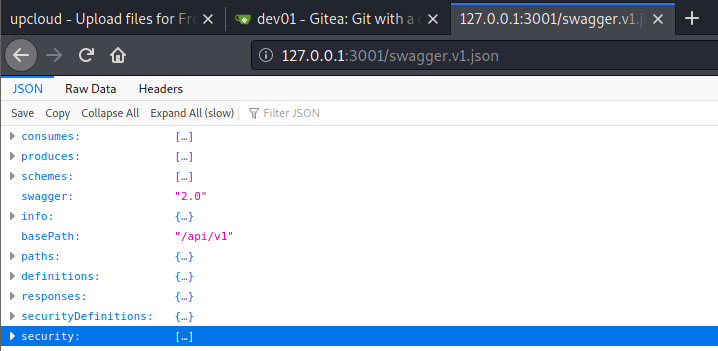 upcloud - Upload files for Fre
dev01 - Gitea: Git with a c
127.0.0.1:3001/swagger.v1.js
127.0.0.1:3001/swagger.v1.json
JSON Raw Data Headers
Save Copy Collapse All Expand All (slow) Filter JSON
consumes: […]
produces: […]
schemes: […]
swagger: "2.0"
info: {…}
basePath: "/api/v1"
paths: {…}
definitions: {…}
responses: {…}
securityDefinitions: {…}
security: […]